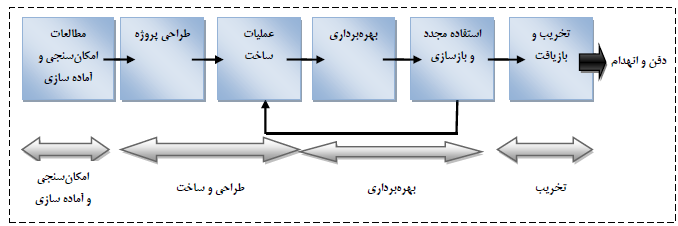 مطالعات
امکان‌سنجی و
آماده سازی
طراحی پروژه
عملیات
ساخت
بهره‌برداری
استفاده مجدد
و بازسازی
تخریب و
بازیافت
دفن و انهدام
امکان‌سنجی
و آماده سازی
طراحی و ساخت
بهره‌برداری
تخریب